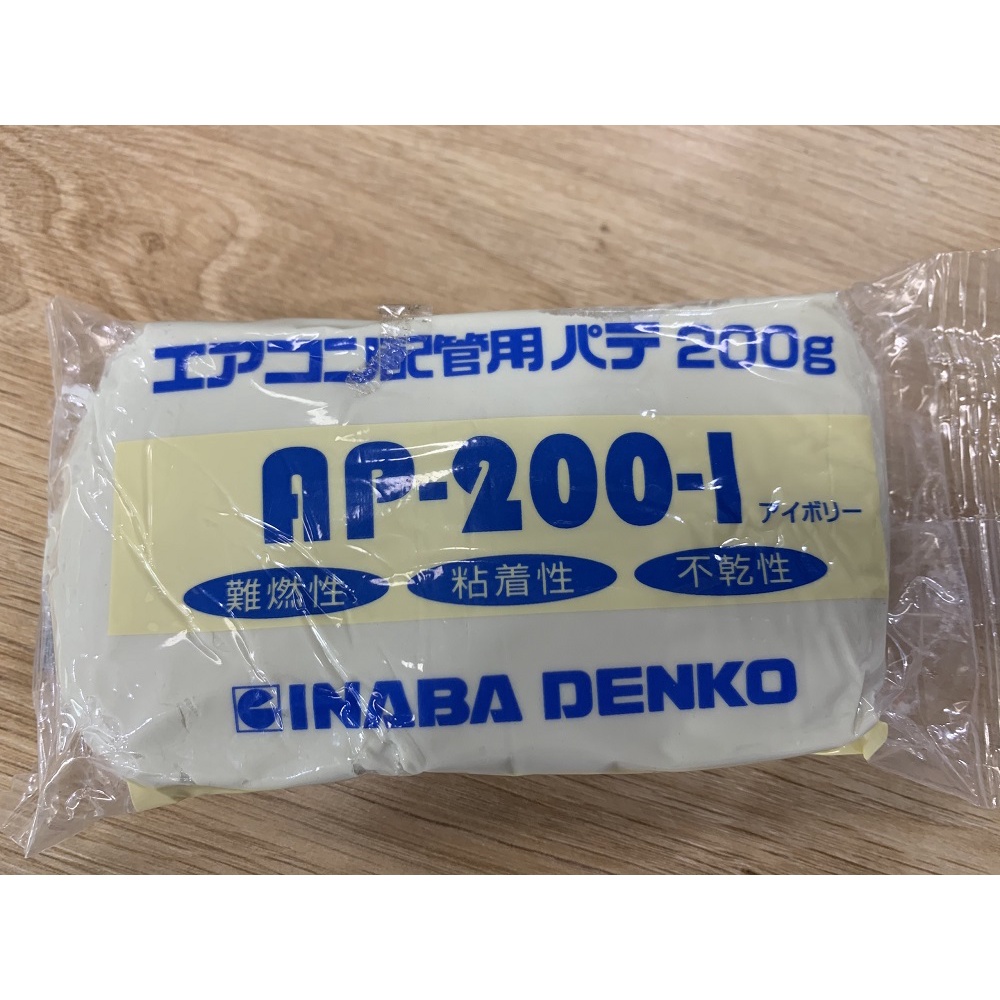 エアコン配管用パテ 200g
AP-200-I アイボリー
難燃性 粘着性 不乾性
INABA DENKO